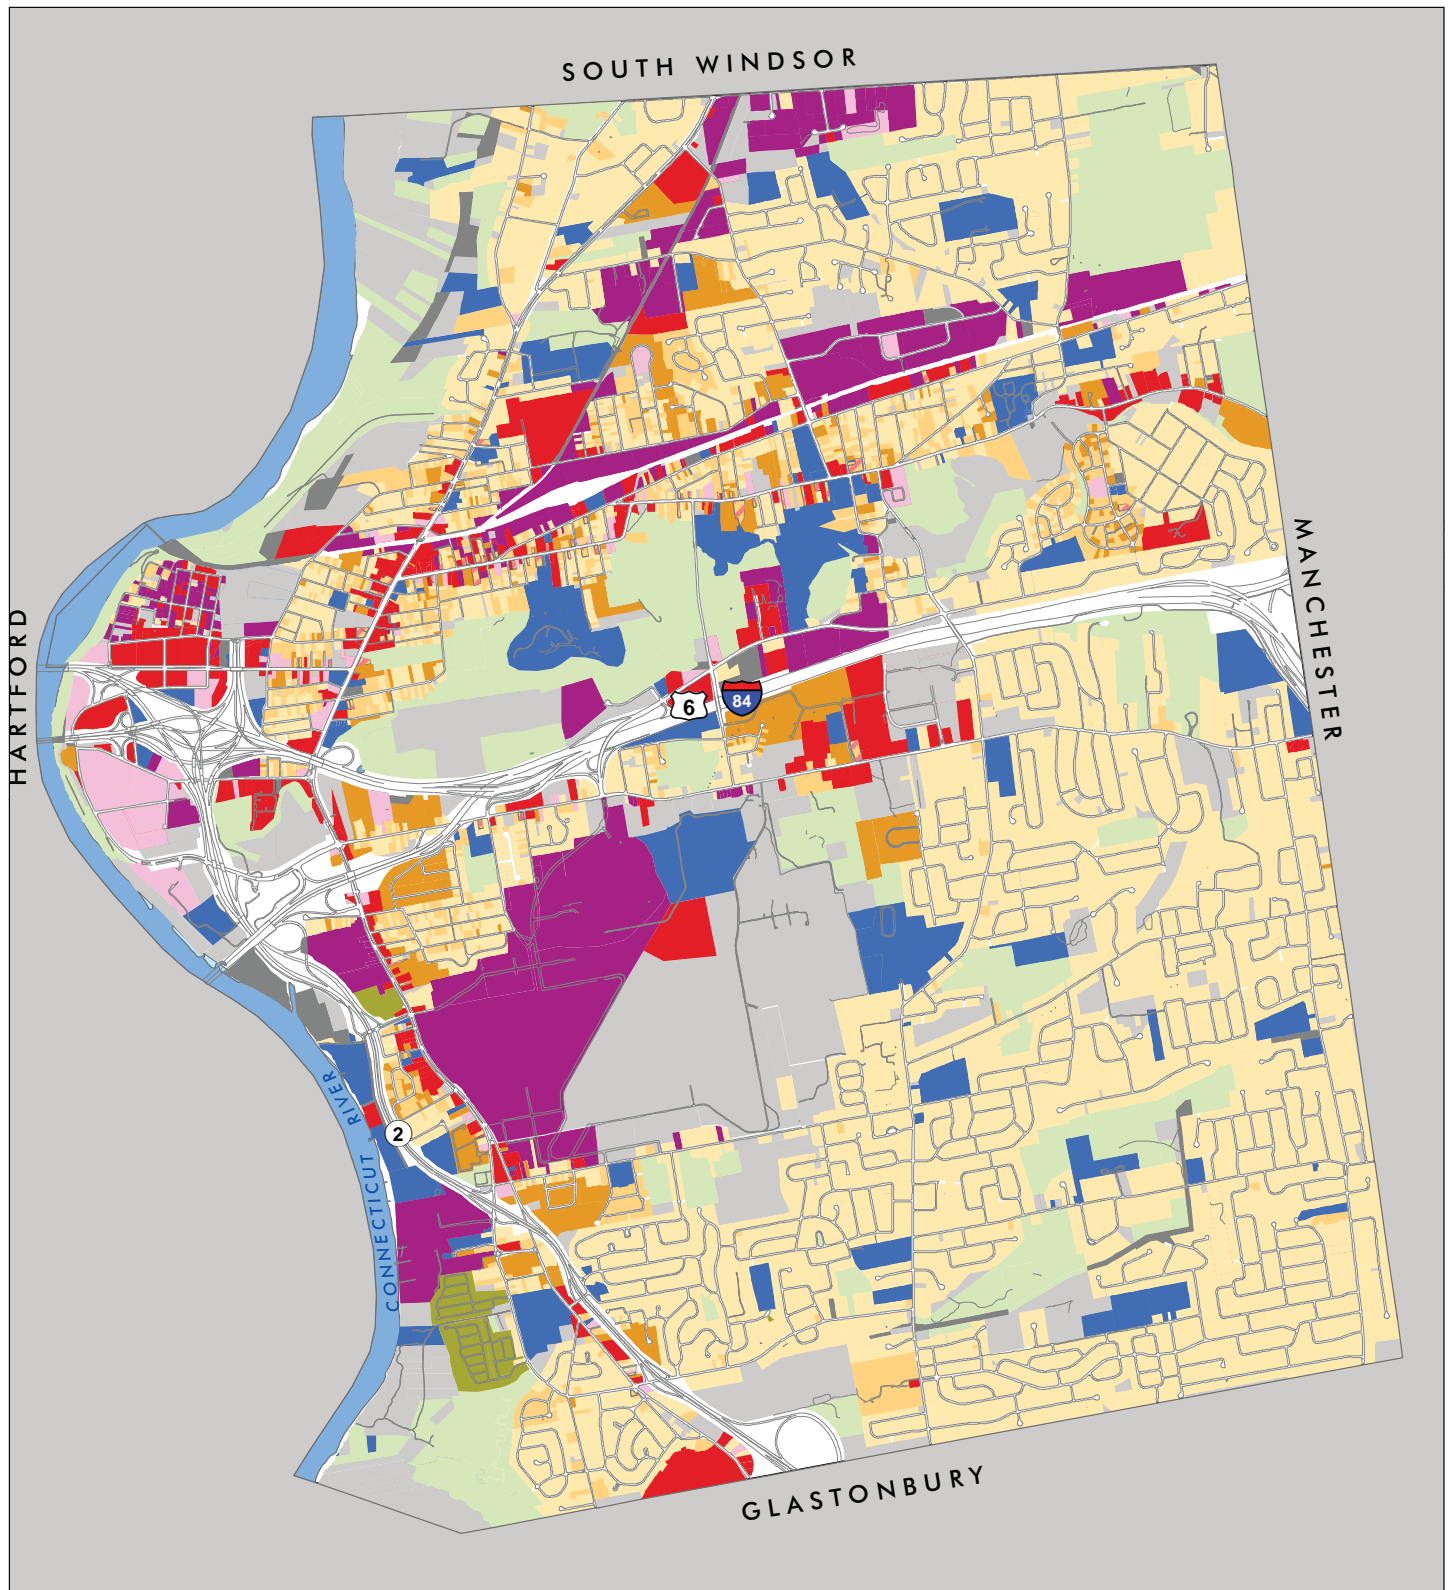 SOUTH WINDSOR
HARTFORD
MANCHESTER
6
84
RIVER
2
CONNECTICUT
GLASTONBURY